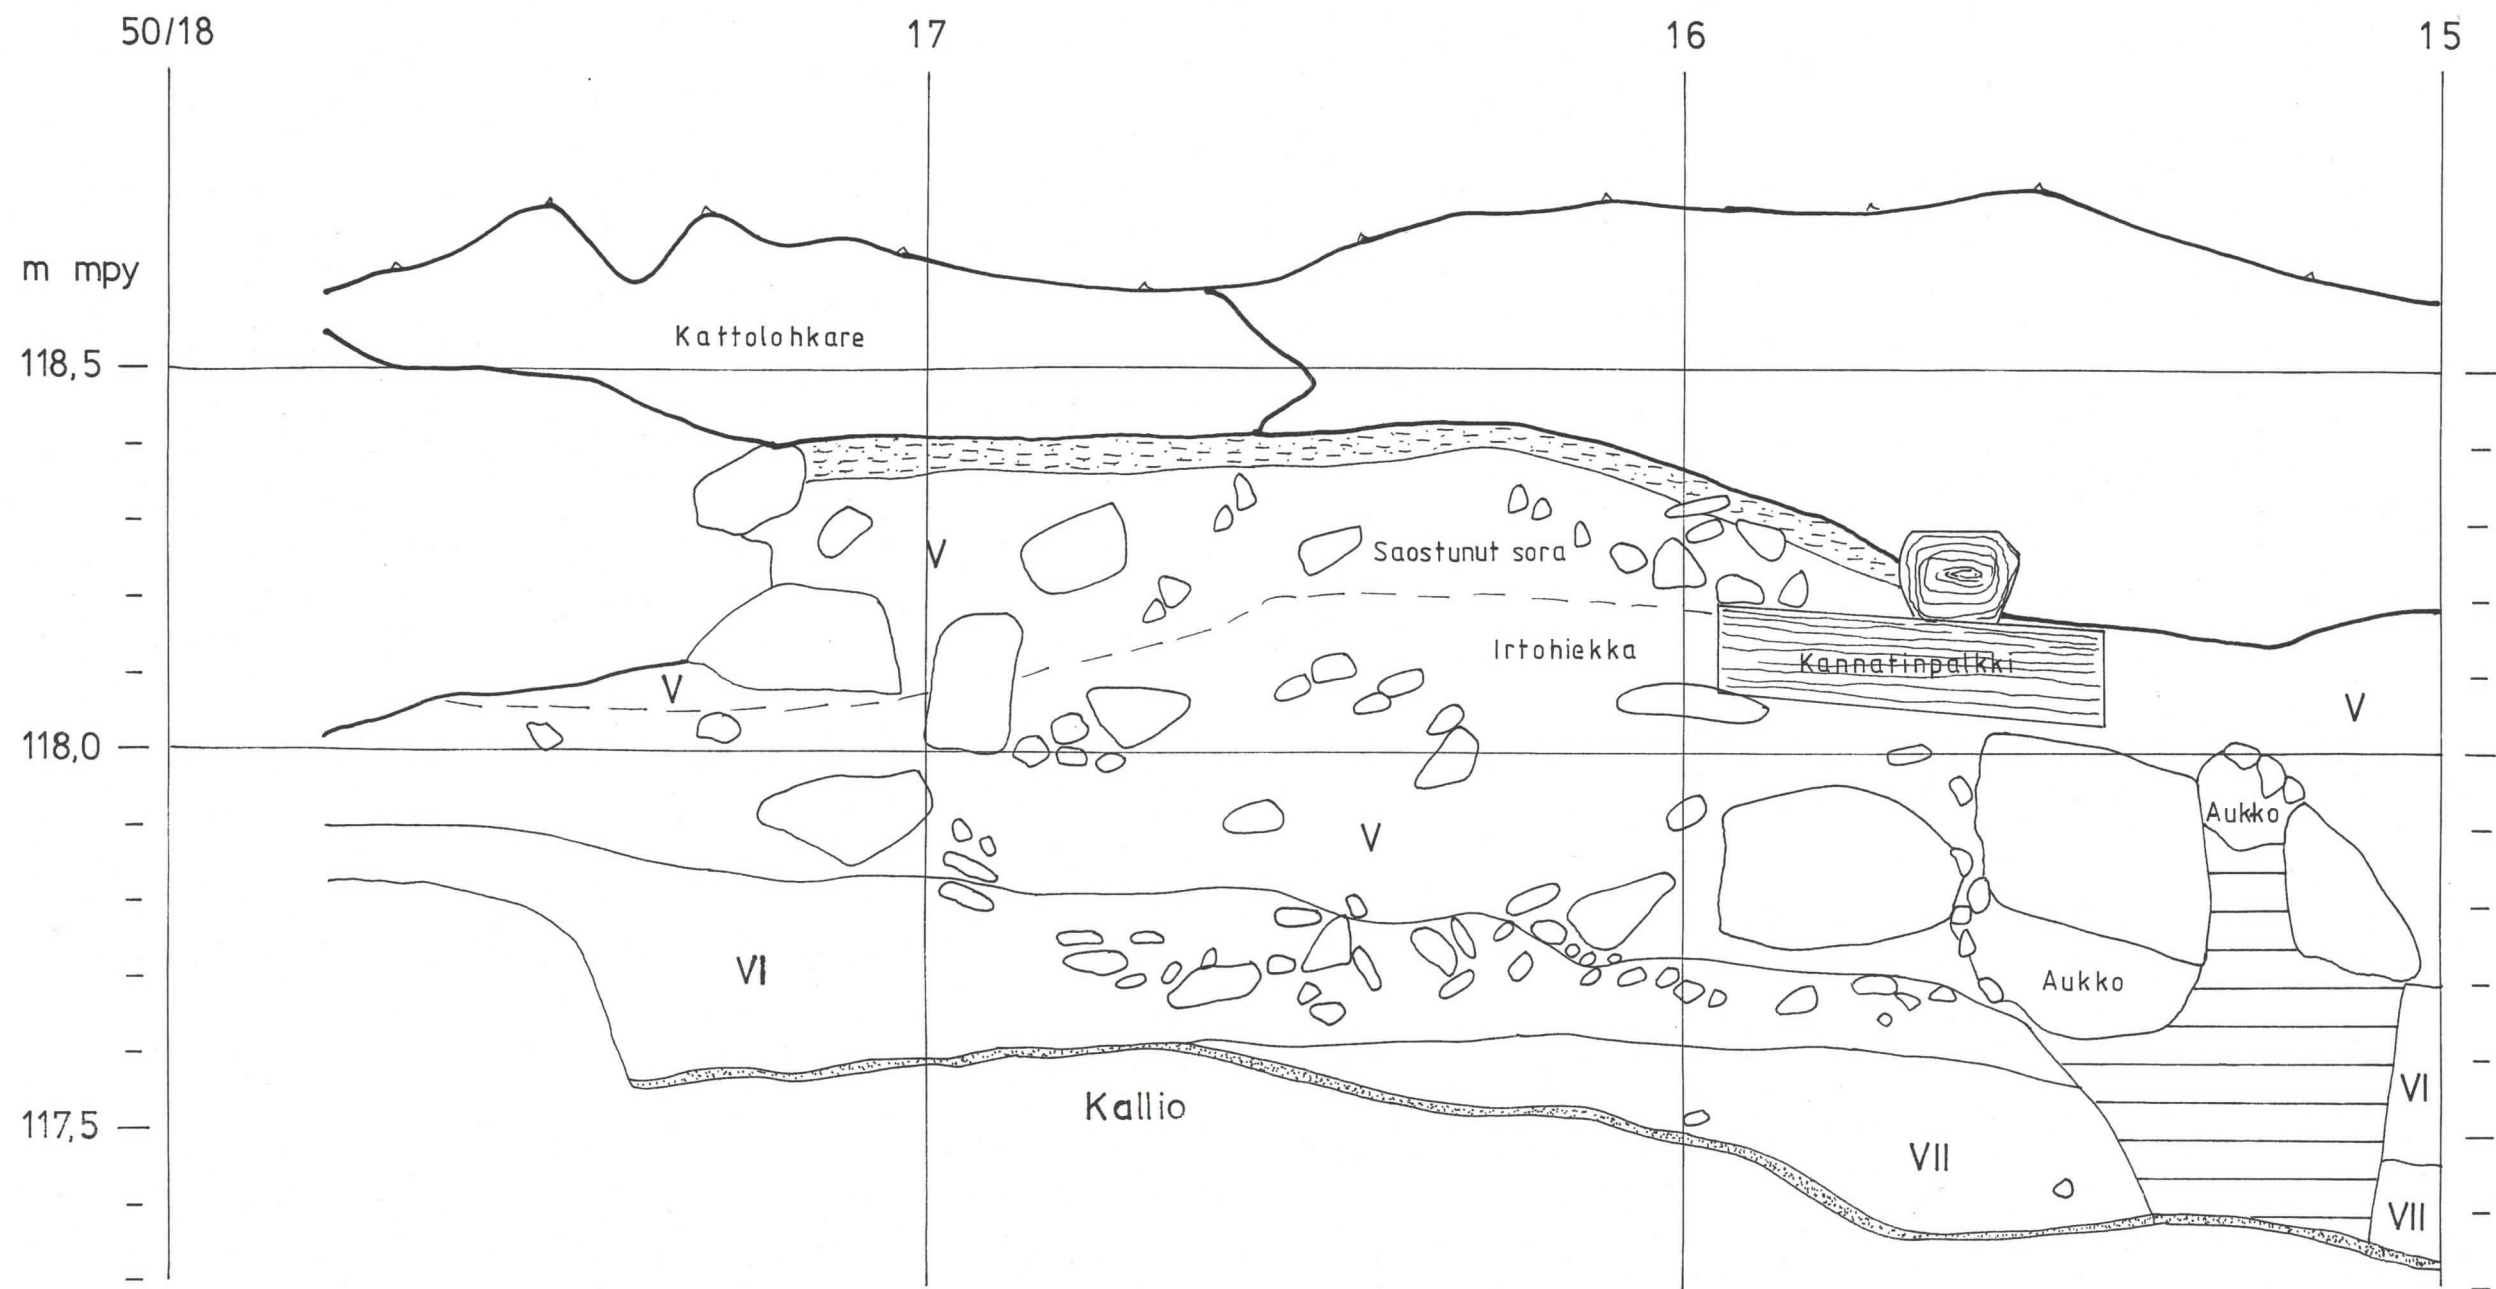 50/18 17 16 15
m mpy
Kattolohkare
118,5
V
Saostunut sora
Irtohiekka
Kannatinpalkki
V
V
118,0
Aukko
V
VI
Aukko
VI
Kallio
117,5
VII
VII